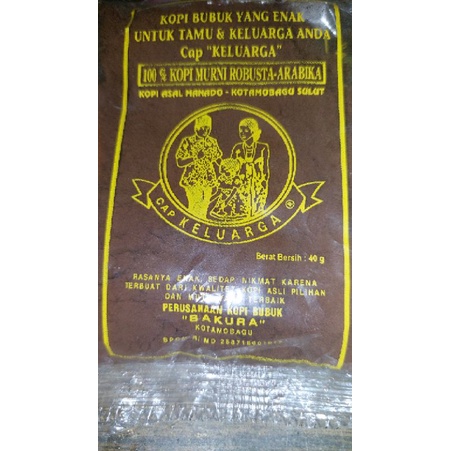 KOPI BUBUK YANG ENAK
UNTUK TAMU & KELUARGA ANDA
Cap "KELUARGA"
100 % KOPI MURNI ROBUSTA-ARABIKA
KOPI ASAL MANADO - KOTAMOBAGU SULUT
CAP KELUARGA
Berat Bersih : 40 g
RASANYA ENAK, SEDAP, NIKMAT KARENA
TERBUAT DARI KWALITET KOPI ASLI PILIHAN
DAN TERBAIK
PERUSAHAAN KOPI BUBUK
"BAKURA"
KOTAMOBAGU